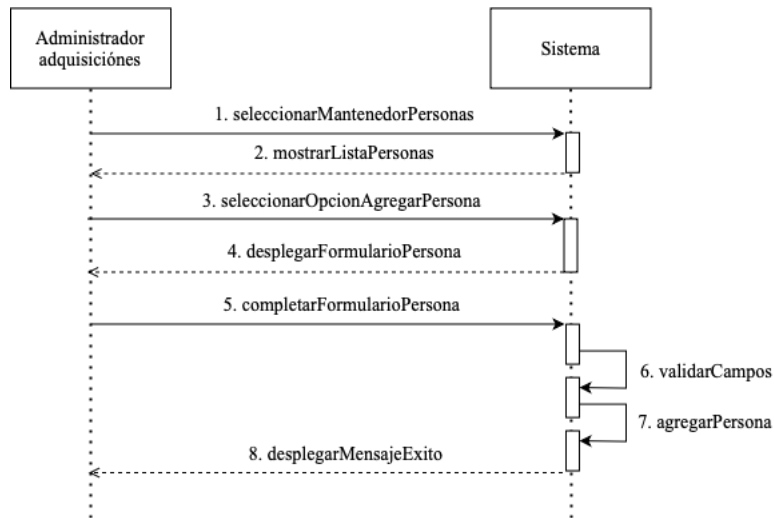 Administrador
adquisiciónes
Sistema
1. seleccionarMantenedorPersonas
2. mostrarListaPersonas
3. seleccionarOpcionAgregarPersona
4. desplegarFormularioPersona
5. completarFormularioPersona
6. validarCampos
7. agregarPersona
8. desplegarMensajeExito